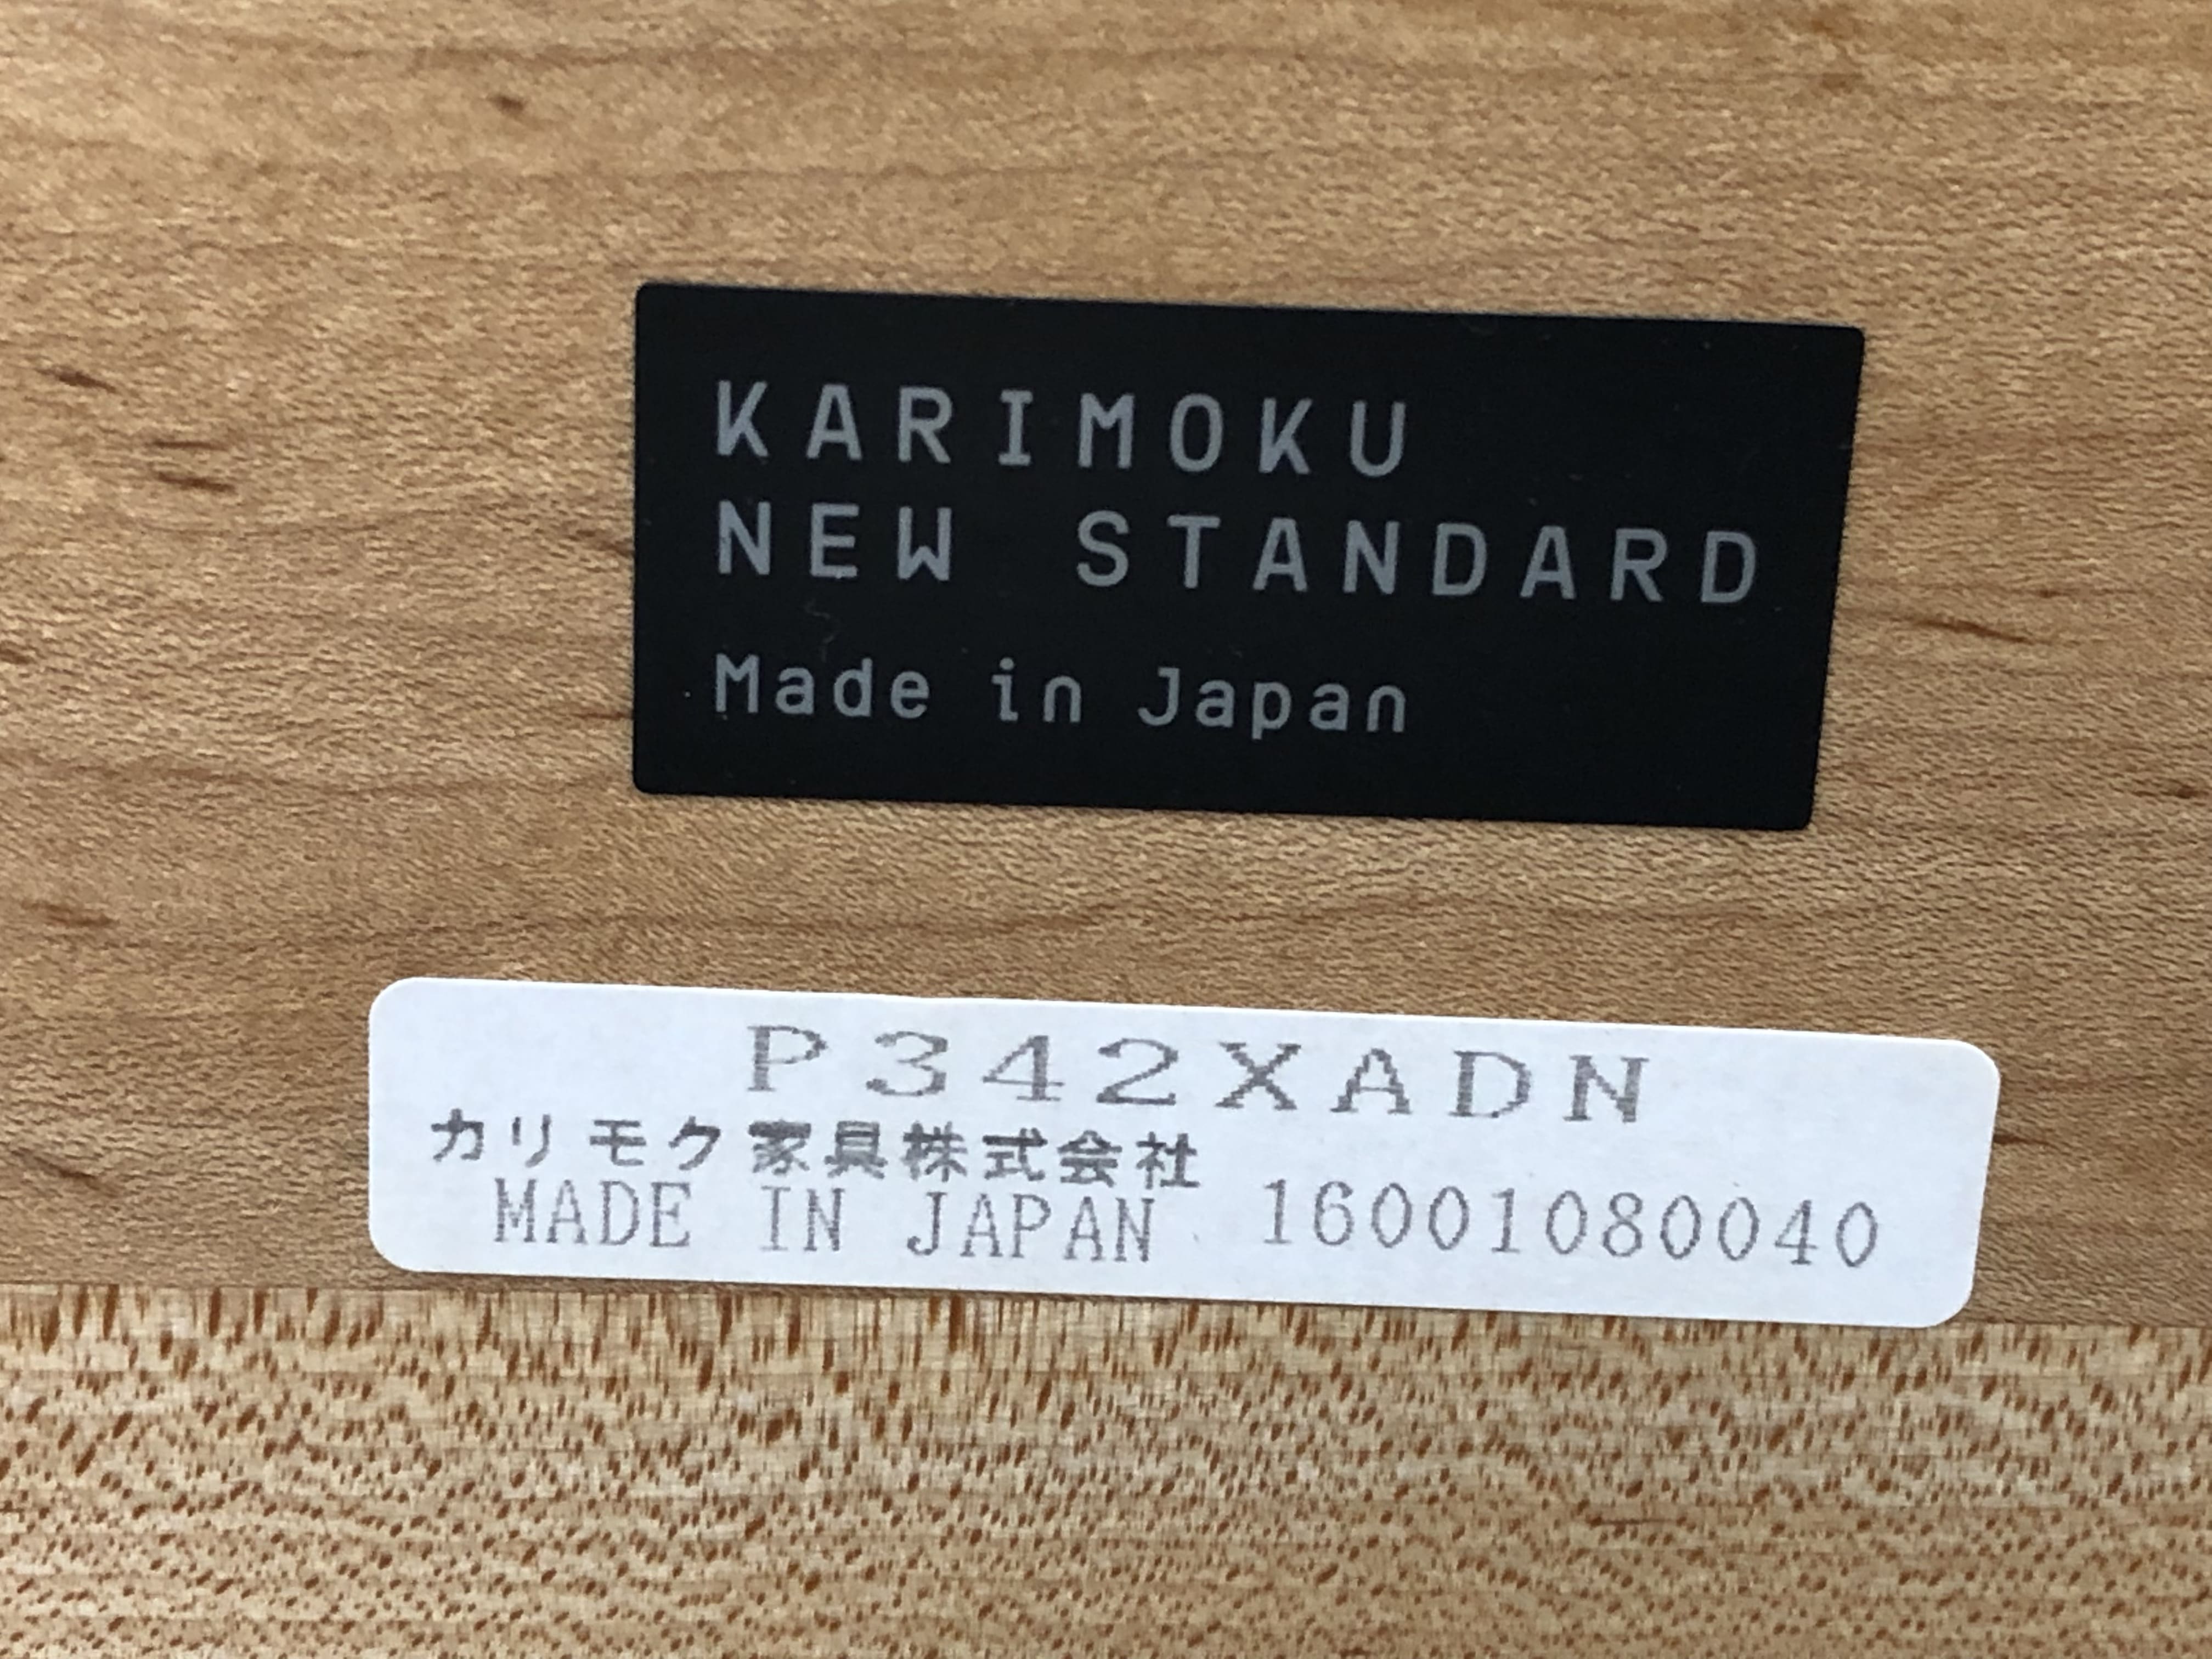 KARIMOKU
NEW STANDARD
Made in Japan
P342XADN
カリモク家具株式会社
MADE IN JAPAN 16001080040